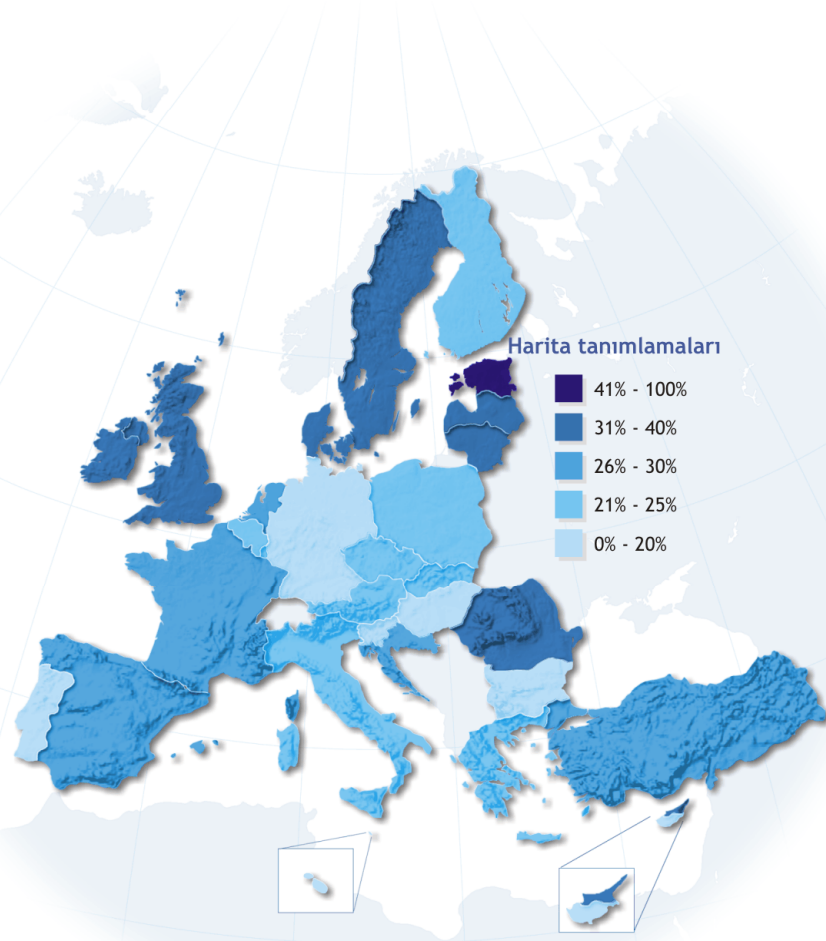 Harita tanımlamaları
41% - 100%
31% - 40%
26% - 30%
21% - 25%
0% - 20%